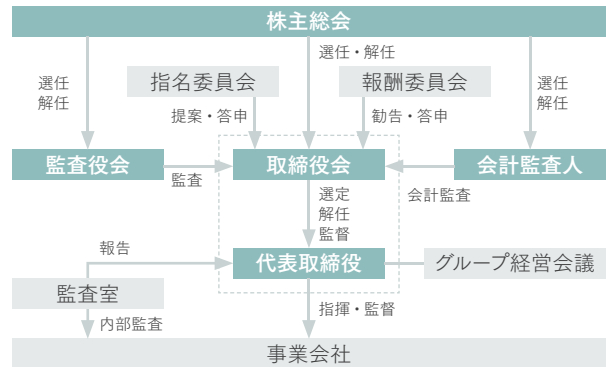 株主総会
選任・解任
選任
解任
指名委員会
報酬委員会
選任
解任
提案・答申
勧告・答申
監査役会
取締役会
会計監査人
監査
会計監査
選定
解任
監督
報告
代表取締役
グループ経営会議
監査室
指揮・監督
内部監査
事業会社